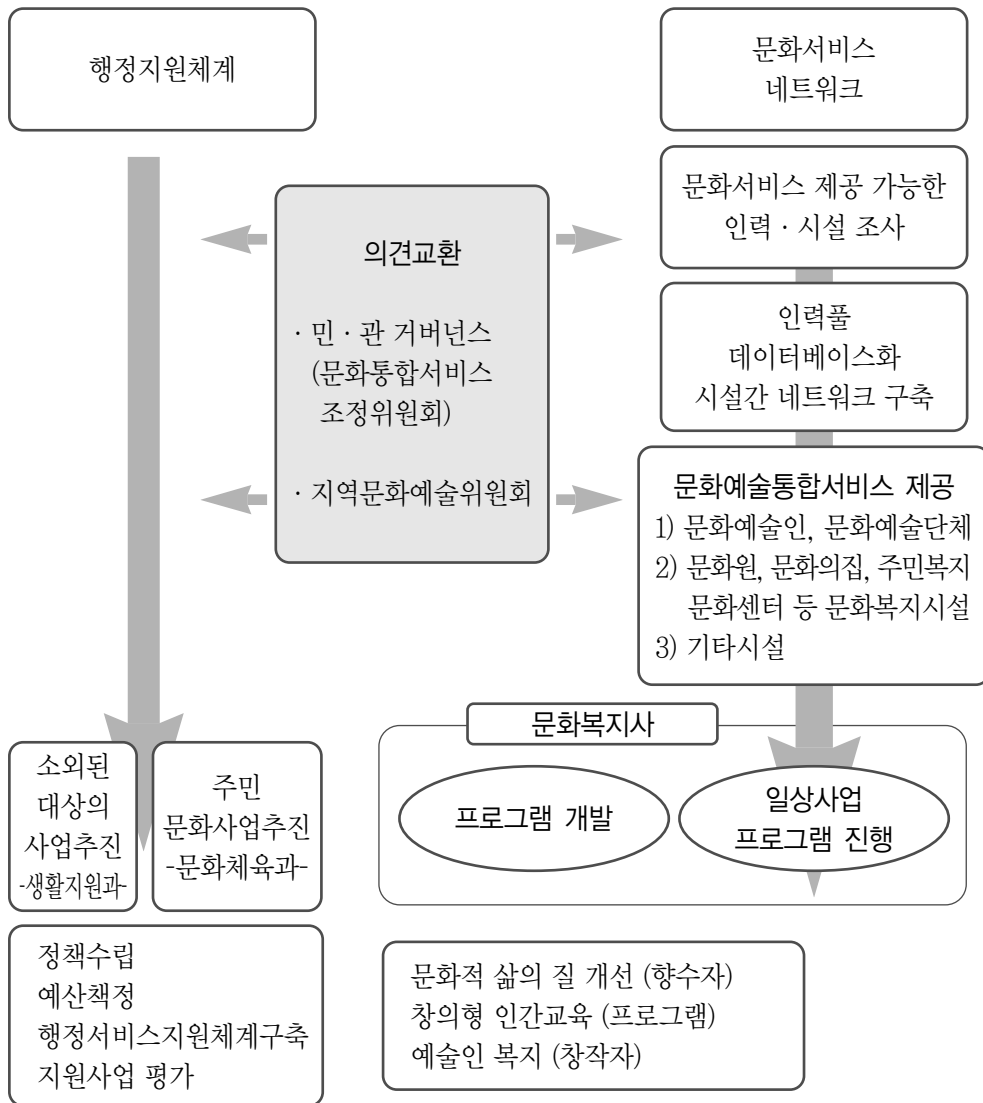 행정지원체계
문화서비스
네트워크
문화서비스 제공 가능한
인력 · 시설 조사
의견교환
· 민 · 관 거버넌스
(문화통합서비스
조정위원회)
· 지역문화예술위원회
인력풀
데이터베이스화
시설간 네트워크 구축
문화예술통합서비스 제공
1) 문화예술인, 문화예술단체
2) 문화원, 문화의집, 주민복지
문화센터 등 문화복지시설
3) 기타시설
소외된
대상의
사업추진
-생활지원과-
주민
문화사업추진
-문화체육과-
문화복지사
프로그램 개발
일상사업
프로그램 진행
정책수립
예산책정
행정서비스지원체계구축
지원사업 평가
문화적 삶의 질 개선 (향수자)
창의형 인간교육 (프로그램)
예술인 복지 (창작자)